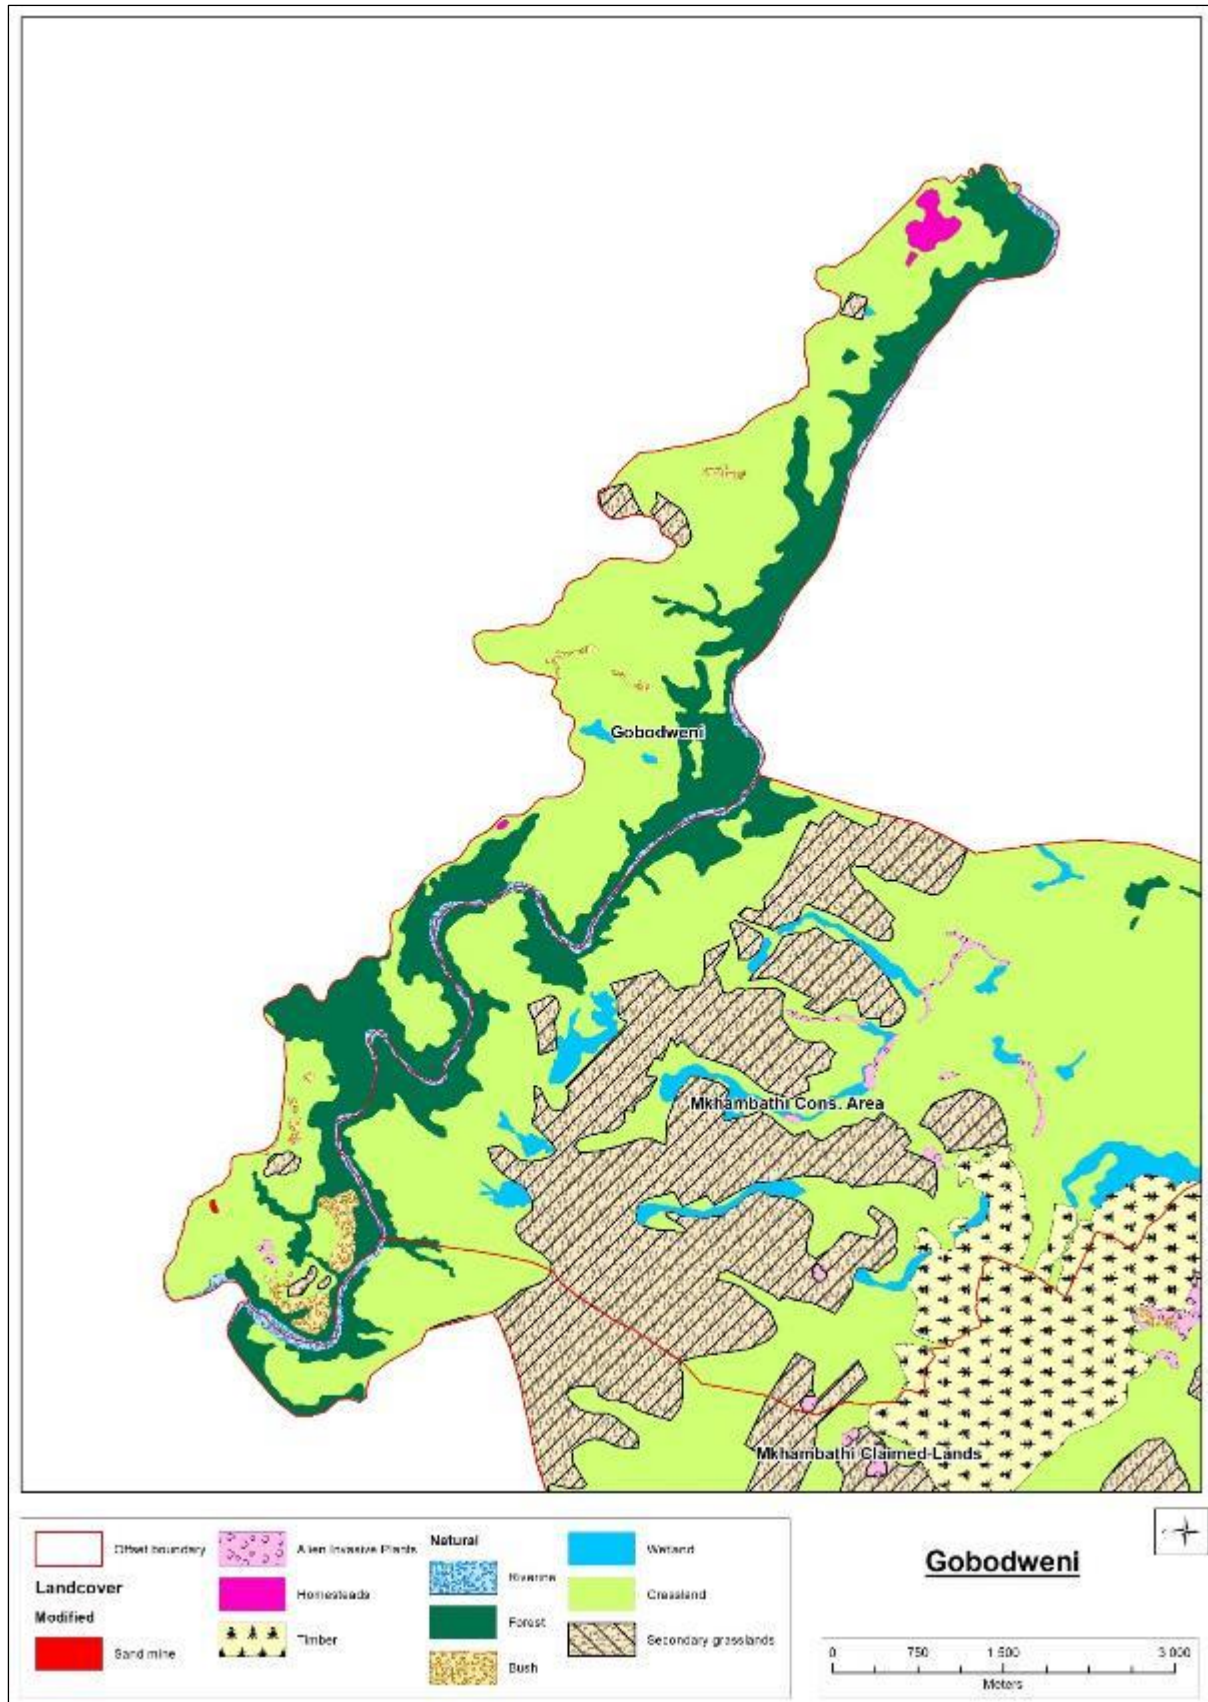 Gobodweni
Mkhambathi Cons. Area
Mkhambathi Claimed Lands
Offset boundary
Landcover
Modified
Sand mine
Alien Invasive Plants
Homesteads
Timber
Natural
Riverine
Forest
Bush
Wetland
Grassland
Secondary grasslands
Gobodweni
0 750 1 500 3 000
Meters